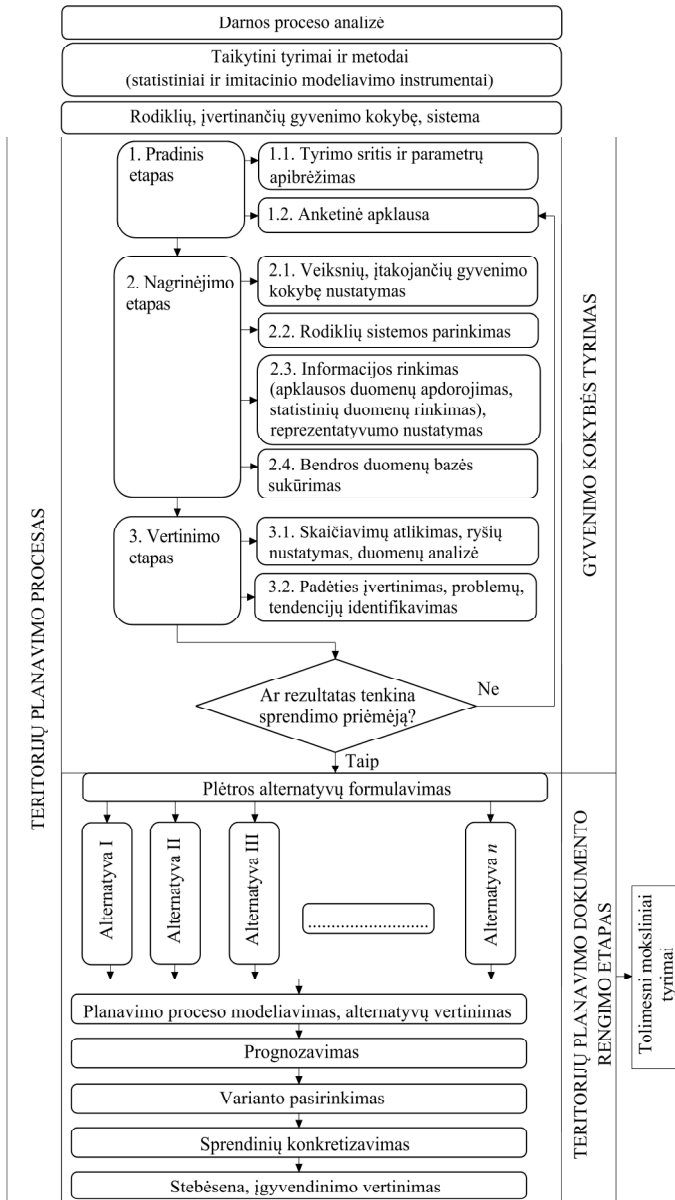 Darnos proceso analizė
Taikytini tyrimai ir metodai
(statistiniai ir imitacinio modeliavimo instrumentai)
Rodiklių, įvertinančių gyvenimo kokybę, sistema
1. Pradinis
etapas
1.1. Tyrimo sritis ir parametrų
apibrėžimas
1.2. Anketinė apklausa
2. Nagrinėjimo
etapas
2.1. Veiksnių, įtakojančių gyvenimo
kokybę nustatymas
2.2. Rodiklių sistemos parinkimas
2.3. Informacijos rinkimas
(apklausos duomenų apdorojimas,
statistinių duomenų rinkimas),
reprezentatyvumo nustatymas
2.4. Bendros duomenų bazės
sukūrimas
3. Vertinimo
etapas
3.1. Skaičiavimų atlikimas, ryšių
nustatymas, duomenų analizė
3.2. Padėties įvertinimas, problemų,
tendencijų identifikavimas
Ar rezultatas tenkina
sprendimo priėmėją?
Ne
Taip
GYVENIMO KOKYBĖS TYRIMAS
TERITORIJŲ PLANAVIMO PROCESAS
Plėtros alternatyvų formulavimas
Alternatyva I
Alternatyva II
Alternatyva III
..........................
Alternatyva n
Planavimo proceso modeliavimas, alternatyvų vertinimas
Prognozavimas
Varianto pasirinkimas
Sprendinių konkretizavimas
Stebėsena, įgyvendinimo vertinimas
TERITORIJŲ PLANAVIMO DOKUMENTO
RENGIMO ETAPAS
Tolimesni moksliniai
tyrimai